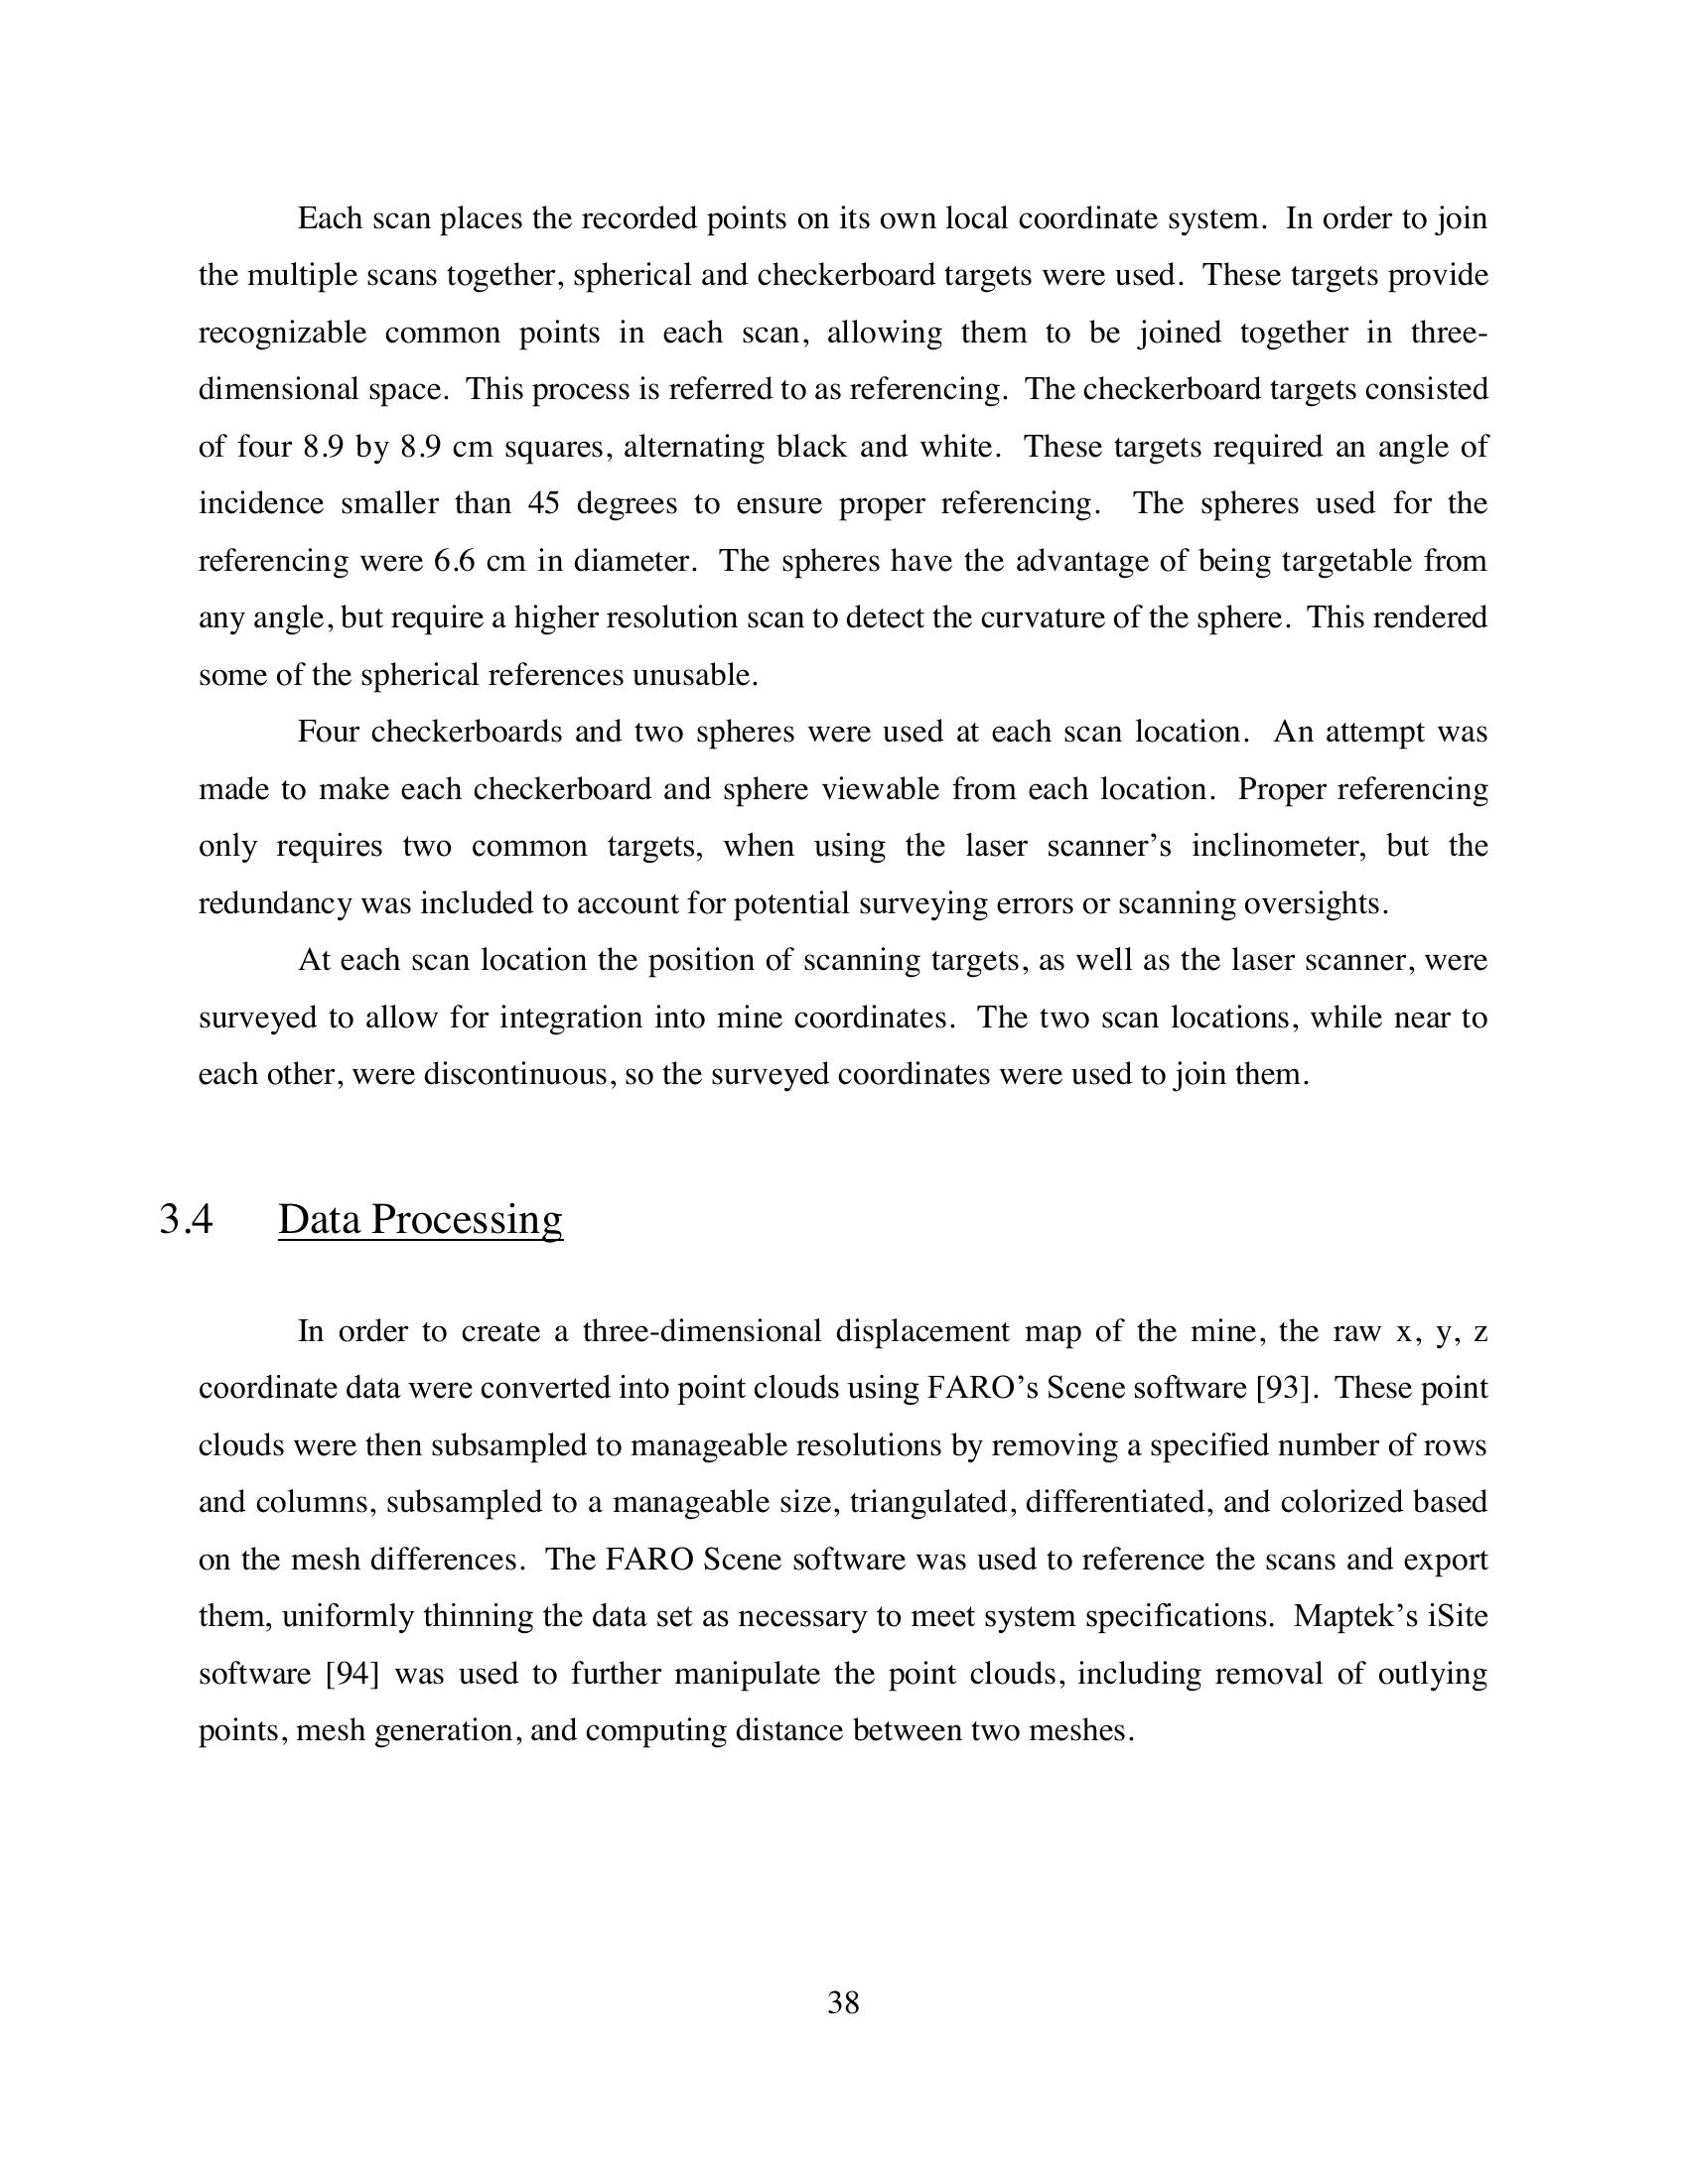 Each scan places the recorded points on its own local coordinate system. In order to join
the multiple scans together, spherical and checkerboard targets were used. These targets provide
recognizable common points in each scan, allowing them to be joined together in three-
dimensional space. This process is referred to as referencing. The checkerboard targets consisted
of four 8.9 by 8.9 cm squares, alternating black and white. These targets required an angle of
incidence smaller than 45 degrees to ensure proper referencing. The spheres used for the
referencing were 6.6 cm in diameter. The spheres have the advantage of being targetable from
any angle, but require a higher resolution scan to detect the curvature of the sphere. This rendered
some of the spherical references unusable.
Four checkerboards and two spheres were used at each scan location. An attempt was
made to make each checkerboard and sphere viewable from each location. Proper referencing
only requires two common targets, when using the laser scanner’s inclinometer, but the
redundancy was included to account for potential surveying errors or scanning oversights.
At each scan location the position of scanning targets, as well as the laser scanner, were
surveyed to allow for integration into mine coordinates. The two scan locations, while near to
each other, were discontinuous, so the surveyed coordinates were used to join them.
3.4 Data Processing
In order to create a three-dimensional displacement map of the mine, the raw x, y, z
coordinate data were converted into point clouds using FARO’s Scene software [93]. These point
clouds were then subsampled to manageable resolutions by removing a specified number of rows
and columns, subsampled to a manageable size, triangulated, differentiated, and colorized based
on the mesh differences. The FARO Scene software was used to reference the scans and export
them, uniformly thinning the data set as necessary to meet system specifications. Maptek’s iSite
software [94] was used to further manipulate the point clouds, including removal of outlying
points, mesh generation, and computing distance between two meshes.
38